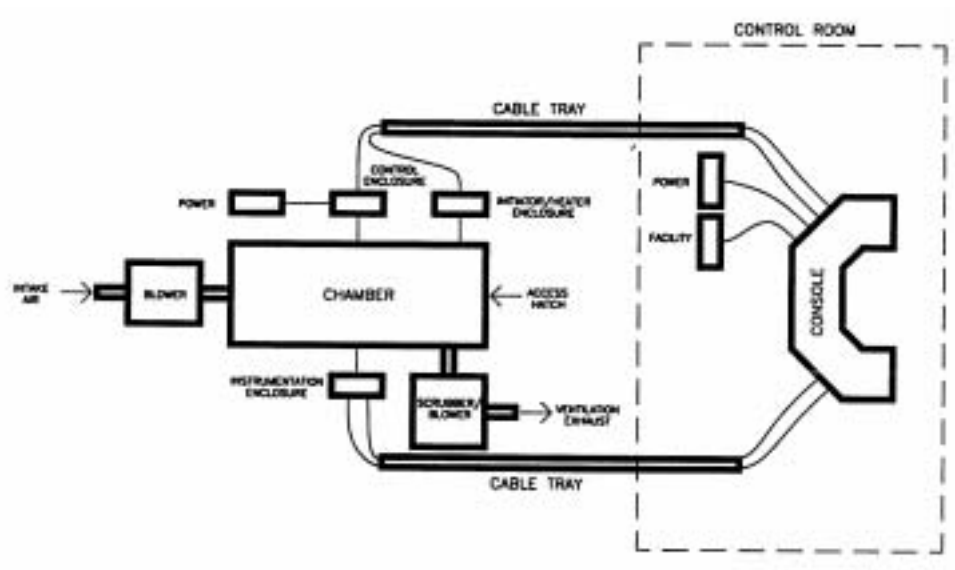 CONTROL ROOM
CABLE TRAY
CONTROL
ENCLOSURE
POWER
INITIATOR/HEATER
ENCLOSURE
POWER
FACILITY
INTAKE
AIR
BLOWER
CHAMBER
ACCESS
HATCH
CONSOLE
INSTRUMENTATION
ENCLOSURE
SCRUBBER/
BLOWER
VENTILATION
EXHAUST
CABLE TRAY